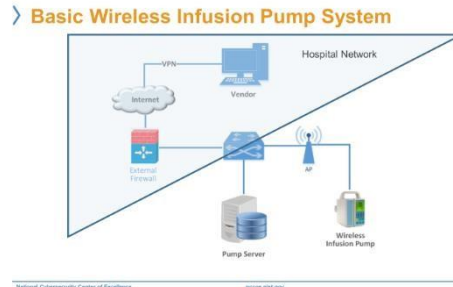 Basic Wireless Infusion Pump System
Hospital Network
VPN
Vendor
Internet
External
Firewall
AP
Wireless
Infusion Pump
Pump Server
National Cybersecurity Center of Excellence